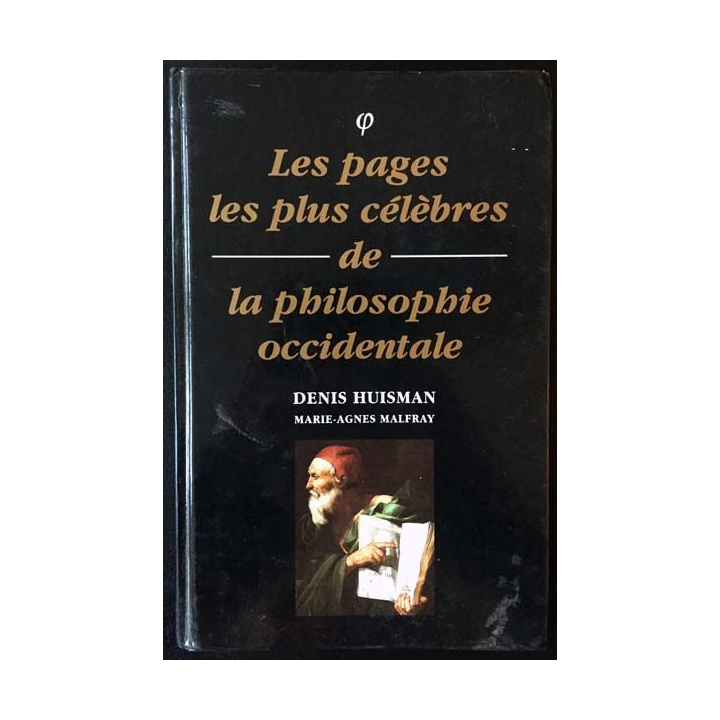 φ
Les pages
les plus célèbres
de
la philosophie
occidentale
DENIS HUISMAN
MARIE-AGNES MALFRAY